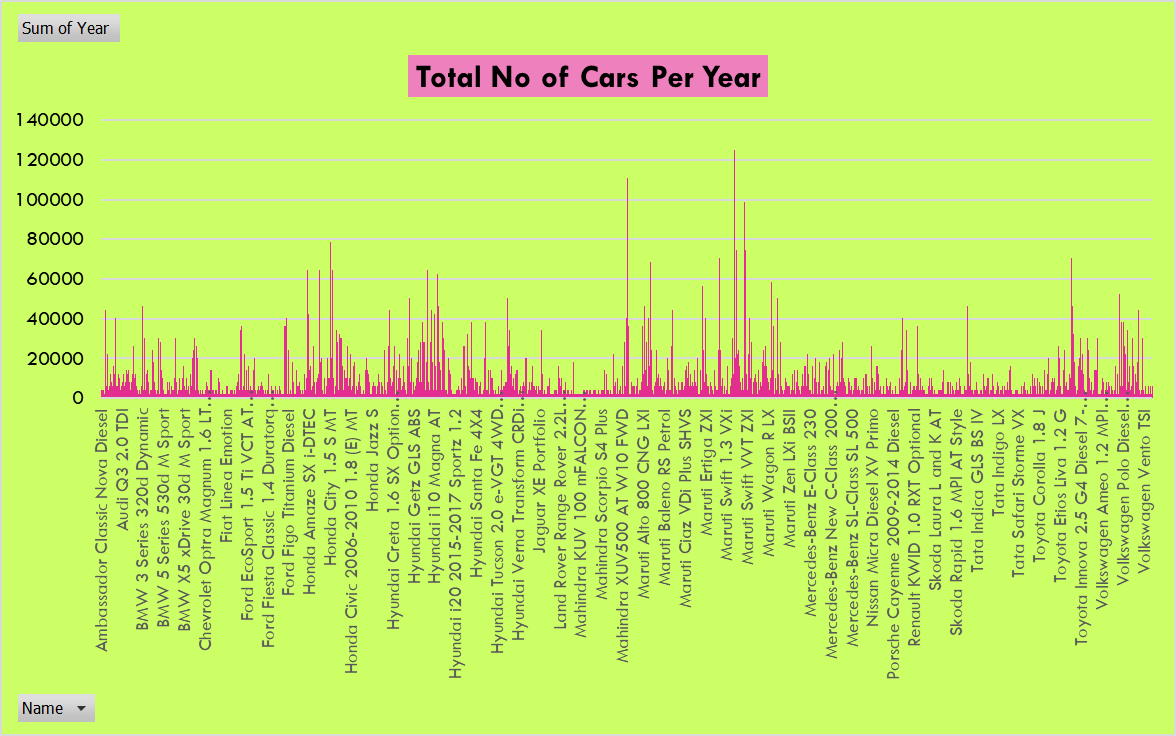 Sum of Year
Total No of Cars Per Year
140000
120000
100000
80000
60000
40000
20000
0
Ambassador Classic Nova Diesel
Audi Q3 2.0 TDI
BMW 3 Series 320d Dynamic
BMW 5 Series 530d M Sport
BMW X5 xDrive 30d M Sport
Chevrolet Optra Magnum 1.6 LT...
Fiat Linea Emotion
Ford EcoSport 1.5 Ti VCT AT...
Ford Fiesta Classic 1.4 Duratorq...
Ford Figo Titanium Diesel
Honda Amaze SX i-DTEC
Honda City 1.5 S MT
Honda Civic 2006-2010 1.8 (E) MT
Honda Jazz S
Hyundai Creta 1.6 SX Option...
Hyundai Getz GLS ABS
Hyundai i10 Magna AT
Hyundai i20 2015-2017 Sportz 1.2
Hyundai Santa Fe 4X4
Hyundai Tucson 2.0 e-VGT 4WD...
Hyundai Verna Transform CRDi...
Jaguar XE Portfolio
Land Rover Range Rover 2.2L...
Mahindra KUV 100 mFALCON...
Mahindra Scorpio S4 Plus
Mahindra XUV500 AT W10 FWD
Maruti Alto 800 CNG LXI
Maruti Baleno RS Petrol
Maruti Ciaz VDi Plus SHVS
Maruti Ertiga ZXI
Maruti Swift 1.3 VXi
Maruti Swift VVT ZXI
Maruti Wagon R LX
Maruti Zen LXi BSII
Mercedes-Benz E-Class 230
Mercedes-Benz New C-Class 200...
Mercedes-Benz SL-Class SL 500
Nissan Micra Diesel XV Primo
Porsche Cayenne 2009-2014 Diesel
Renault KWID 1.0 RXT Optional
Skoda Laura L and K AT
Skoda Rapid 1.6 MPI AT Style
Tata Indica GLS BS IV
Tata Indigo LX
Tata Safari Storme VX
Toyota Corolla 1.8 J
Toyota Etios Liva 1.2 G
Toyota Innova 2.5 G4 Diesel 7-...
Volkswagen Ameo 1.2 MPI...
Volkswagen Polo Diesel...
Volkswagen Vento TSI
Name